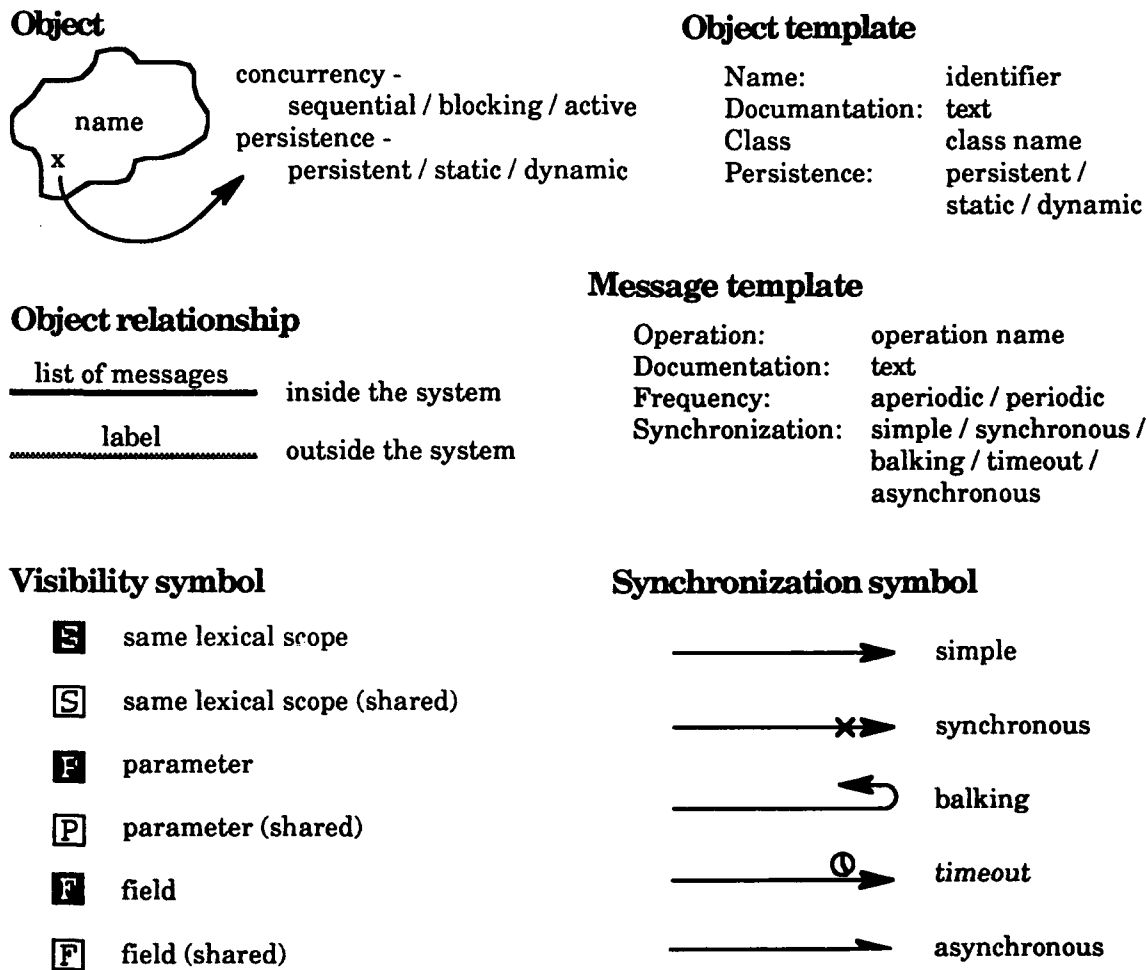 Object
name
x
concurrency -
sequential / blocking / active
persistence -
persistent / static / dynamic
Object template
Name: identifier
Documantation: text
Class class name
Persistence: persistent /
static / dynamic
Object relationship
list of messages
inside the system
label
outside the system
Message template
Operation: operation name
Documentation: text
Frequency: aperiodic / periodic
Synchronization: simple / synchronous /
balking / timeout /
asynchronous
Visibility symbol
S same lexical scope
S same lexical scope (shared)
P parameter
P parameter (shared)
F field
F field (shared)
Synchronization symbol
simple
synchronous
balking
timeout
asynchronous